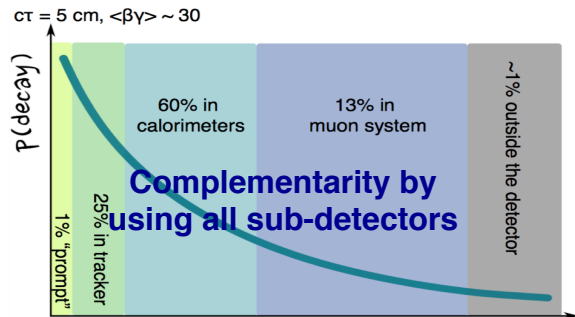 cτ = 5 cm, <βγ> ~ 30
p(decay)
1% "prompt"
25% in tracker
60% in
calorimeters
13% in
muon system
~1% outside the detector
Complementarity by
using all sub-detectors